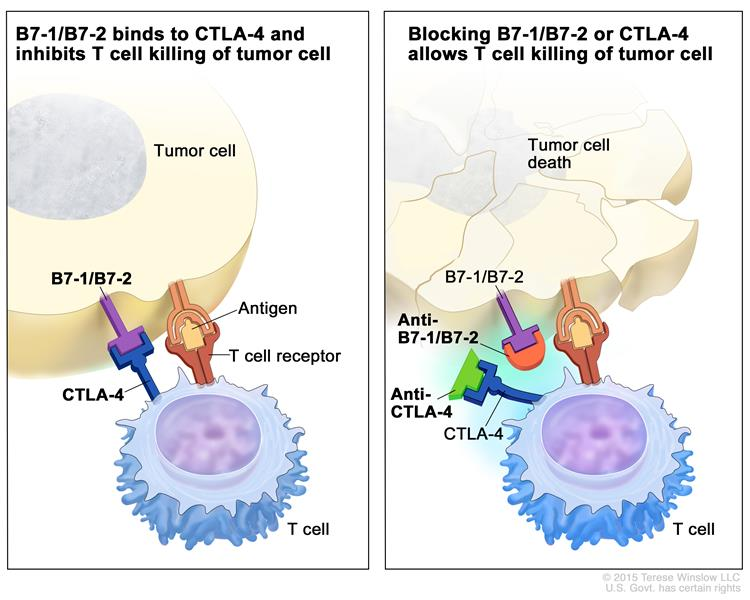 B7-1/B7-2 binds to CTLA-4 and
inhibits T cell killing of tumor cell
Tumor cell
B7-1/B7-2
Antigen
T cell receptor
CTLA-4
T cell
Blocking B7-1/B7-2 or CTLA-4
allows T cell killing of tumor cell
Tumor cell
death
B7-1/B7-2
Anti-
B7-1/B7-2
Anti-
CTLA-4
CTLA-4
T cell
© 2015 Terese Winslow LLC
U.S. Govt. has certain rights